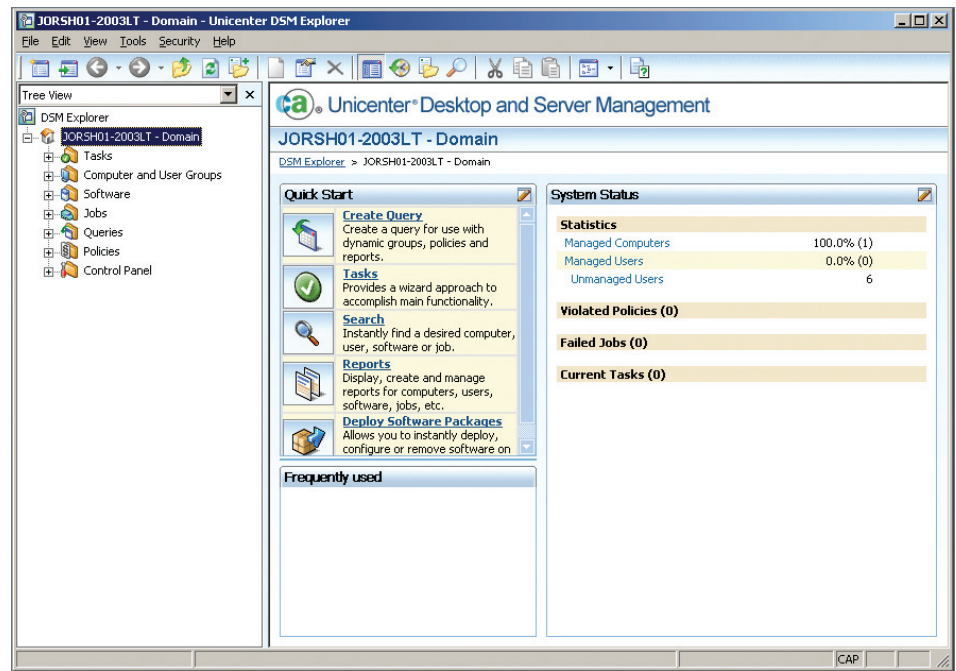 JORSH01-2003LT - Domain - Unicenter DSM Explorer
File Edit View Tools Security Help
Tree View
DSM Explorer
JORSH01-2003LT - Domain
Tasks
Computer and User Groups
Software
Jobs
Queries
Policies
Control Panel
ca® Unicenter® Desktop and Server Management
JORSH01-2003LT - Domain
DSM Explorer > JORSH01-2003LT - Domain
Quick Start
Create Query
Create a query for use with
dynamic groups, policies and
reports.
Tasks
Provides a wizard approach to
accomplish main functionality.
Search
Instantly find a desired computer,
user, software or job.
Reports
Display, create and manage
reports for computers, users,
software, jobs, etc.
Deploy Software Packages
Allows you to instantly deploy,
configure or remove software on
Frequently used
System Status
Statistics
Managed Computers 100.0% (1)
Managed Users 0.0% (0)
Unmanaged Users 6
Violated Policies (0)
Failed Jobs (0)
Current Tasks (0)
CAP